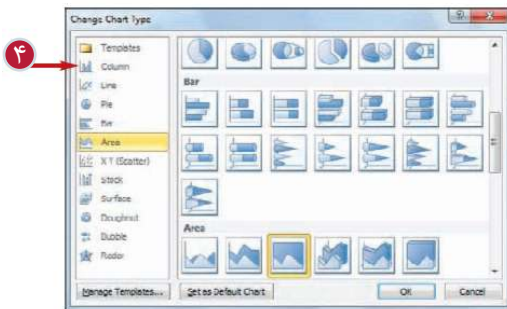 Change Chart Type
۴
Templates
Column
Line
Pie
Bar
Area
X Y (Scatter)
Stock
Surface
Doughnut
Bubble
Radar
Bar
Area
Manage Templates...
Set as Default Chart
OK
Cancel